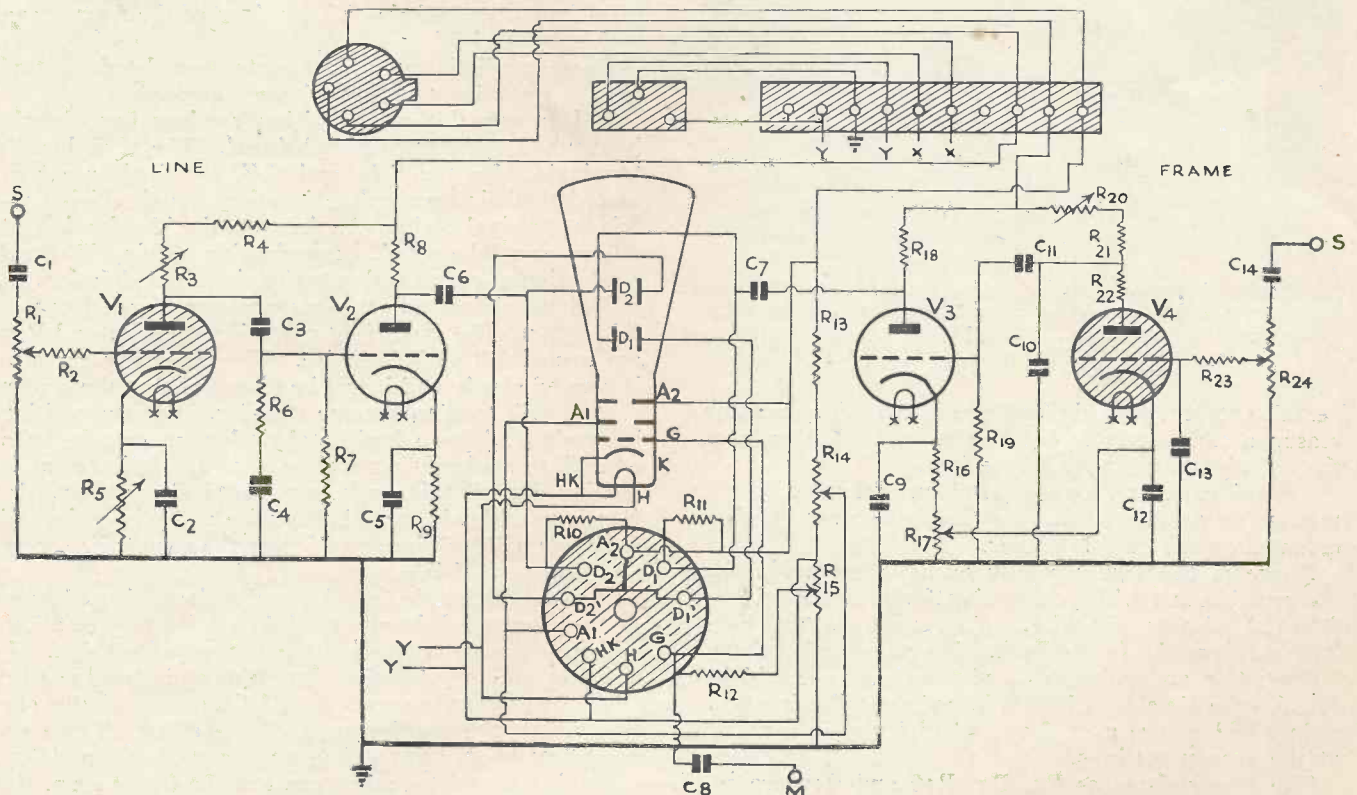 Y Y X X
LINE
FRAME
S
C1
R1
R2
R3
R4
V1
C3
R5
C2
R6
C4
R7
V2
R8
C6
C5
R9
X X
X X
D2
D1
A2
A1
G
K
HK
H
C7
R10
R11
A2
D2
D1
D2'
D1'
A1
HK
H
G
R12
Y
Y
C8
M
R13
R14
R15
R18
V3
C9
R16
R17
R19
C11
C10
R20
R21
R22
V4
R23
C12
C13
C14
R24
S
X X
X X